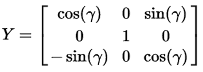 Y = [ cos(γ) 0 sin(γ)
0 1 0
− sin(γ) 0 cos(γ) ]